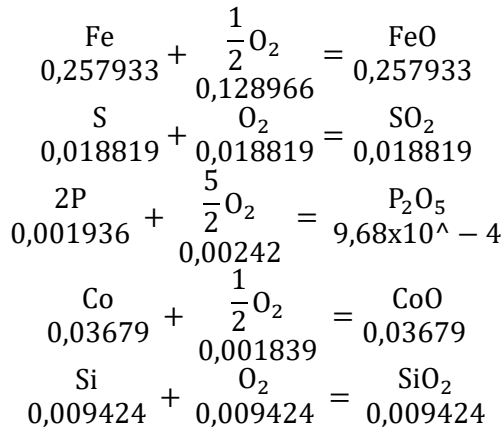 Fe + 1/2 O₂ = FeO
0,257933 0,128966 0,257933
S + O₂ = SO₂
0,018819 0,018819 0,018819
2P + 5/2 O₂ = P₂O₅
0,001936 0,00242 9,68x10^ − 4
Co + 1/2 O₂ = CoO
0,03679 0,001839 0,03679
Si + O₂ = SiO₂
0,009424 0,009424 0,009424